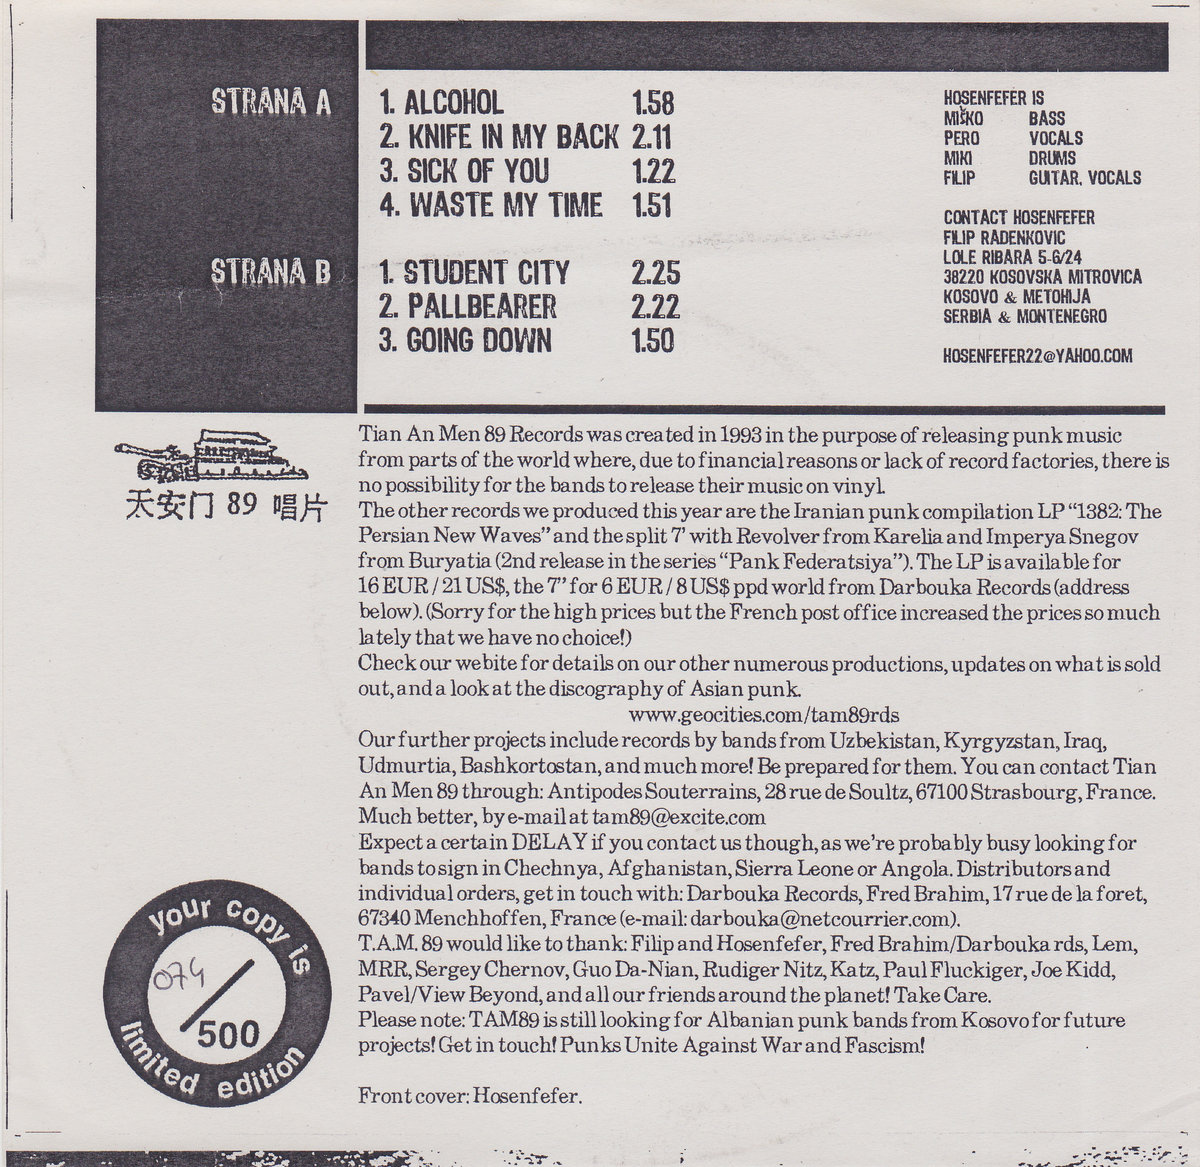 STRANA A
1. ALCOHOL 1.58
2. KNIFE IN MY BACK 2.11
3. SICK OF YOU 1.22
4. WASTE MY TIME 1.51
STRANA B
1. STUDENT CITY 2.25
2. PALLBEARER 2.22
3. GOING DOWN 1.50
HOSENFEFER IS
MIŠKO BASS
PERO VOCALS
MIKI DRUMS
FILIP GUITAR, VOCALS
CONTACT HOSENFEFER
FILIP RADENKOVIC
LOLE RIBARA 5-6/24
38220 KOSOVSKA MITROVICA
KOSOVO & METOHIJA
SERBIA & MONTENEGRO
HOSENFEFER22@YAHOO.COM
天安门 89 唱片
Tian An Men 89 Records was created in 1993 in the purpose of releasing punk music
from parts of the world where, due to financial reasons or lack of record factories, there is
no possibility for the bands to release their music on vinyl.
The other records we produced this year are the Iranian punk compilation LP “1382: The
Persian New Waves” and the split 7’ with Revolver from Karelia and Imperya Snegov
from Buryatia (2nd release in the series “Pank Federatsiya”). The LP is available for
16 EUR / 21 US$, the 7” for 6 EUR / 8 US$ ppd world from Darbouka Records (address
below). (Sorry for the high prices but the French post office increased the prices so much
lately that we have no choice!)
Check our webite for details on our other numerous productions, updates on what is sold
out, and a look at the discography of Asian punk.
www.geocities.com/tam89rds
Our further projects include records by bands from Uzbekistan, Kyrgyzstan, Iraq,
Udmurtia, Bashkortostan, and much more! Be prepared for them. You can contact Tian
An Men 89 through: Antipodes Souterrains, 28 rue de Soultz, 67100 Strasbourg, France.
Much better, by e-mail at tam89@excite.com
Expect a certain DELAY if you contact us though, as we're probably busy looking for
bands to sign in Chechnya, Afghanistan, Sierra Leone or Angola. Distributors and
individual orders, get in touch with: Darbouka Records, Fred Brahim, 17 rue de la foret,
67340 Menchhoffen, France (e-mail: darbouka@netcourrier.com).
T.A.M. 89 would like to thank: Filip and Hosenfefer, Fred Brahim/Darbouka rds, Lem,
MRR, Sergey Chernov, Guo Da-Nian, Rudiger Nitz, Katz, Paul Fluckiger, Joe Kidd,
Pavel/View Beyond, and all our friends around the planet! Take Care.
Please note: TAM89 is still looking for Albanian punk bands from Kosovo for future
projects! Get in touch! Punks Unite Against War and Fascism!
Front cover: Hosenfefer.
your copy is
074
/500
limited edition